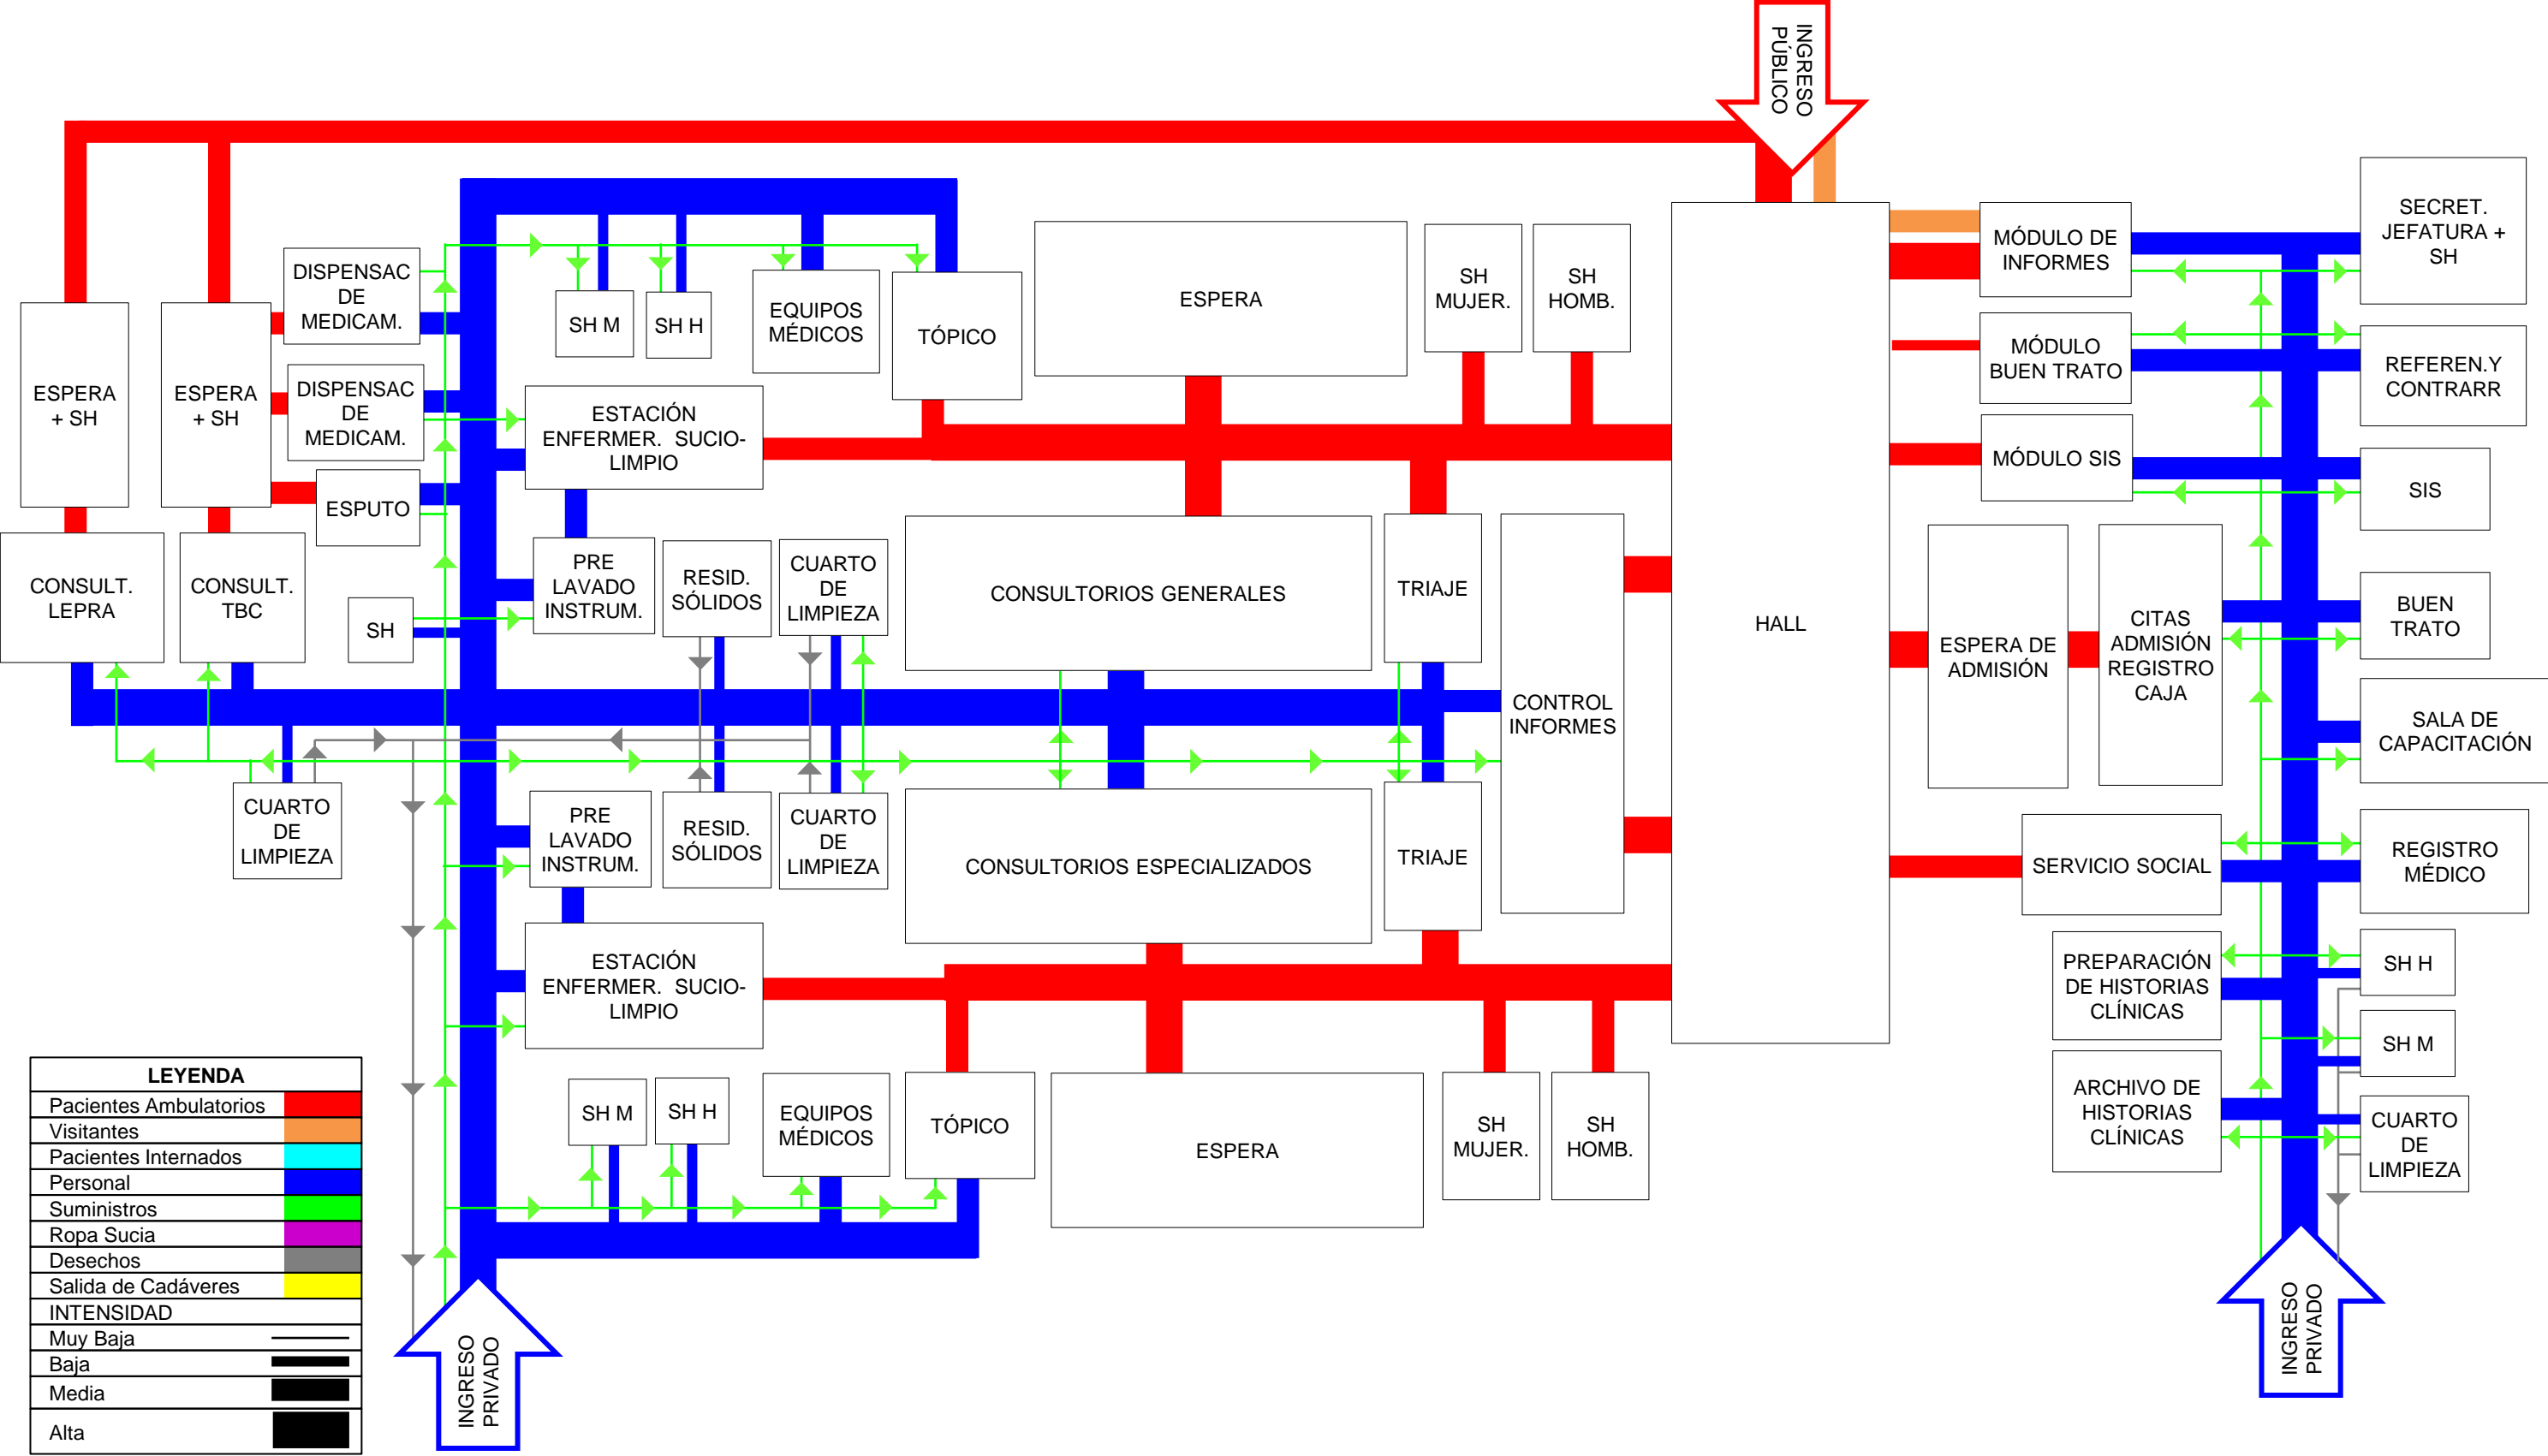 INGRESO
PÚBLICO
SECRET.
JEFATURA +
SH
MÓDULO DE
INFORMES
DISPENSAC
DE
MEDICAM.
SH M
SH H
EQUIPOS
MÉDICOS
TÓPICO
ESPERA
SH
MUJER.
SH
HOMB.
MÓDULO
BUEN TRATO
REFEREN.Y
CONTRARR
ESPERA
+ SH
ESPERA
+ SH
DISPENSAC
DE
MEDICAM.
ESTACIÓN
ENFERMER. SUCIO-
LIMPIO
MÓDULO SIS
SIS
ESPUTO
CONSULT.
LEPRA
CONSULT.
TBC
SH
PRE
LAVADO
INSTRUM.
RESID.
SÓLIDOS
CUARTO
DE
LIMPIEZA
CONSULTORIOS GENERALES
TRIAJE
CONTROL
INFORMES
HALL
ESPERA DE
ADMISIÓN
CITAS
ADMISIÓN
REGISTRO
CAJA
BUEN
TRATO
SALA DE
CAPACITACIÓN
CUARTO
DE
LIMPIEZA
PRE
LAVADO
INSTRUM.
RESID.
SÓLIDOS
CUARTO
DE
LIMPIEZA
CONSULTORIOS ESPECIALIZADOS
TRIAJE
SERVICIO SOCIAL
REGISTRO
MÉDICO
ESTACIÓN
ENFERMER. SUCIO-
LIMPIO
PREPARACIÓN
DE HISTORIAS
CLÍNICAS
SH H
SH M
ARCHIVO DE
HISTORIAS
CLÍNICAS
CUARTO
DE
LIMPIEZA
SH M
SH H
EQUIPOS
MÉDICOS
TÓPICO
ESPERA
SH
MUJER.
SH
HOMB.
LEYENDA
Pacientes Ambulatorios
Visitantes
Pacientes Internados
Personal
Suministros
Ropa Sucia
Desechos
Salida de Cadáveres
INTENSIDAD
Muy Baja
Baja
Media
Alta
INGRESO
PRIVADO
INGRESO
PRIVADO